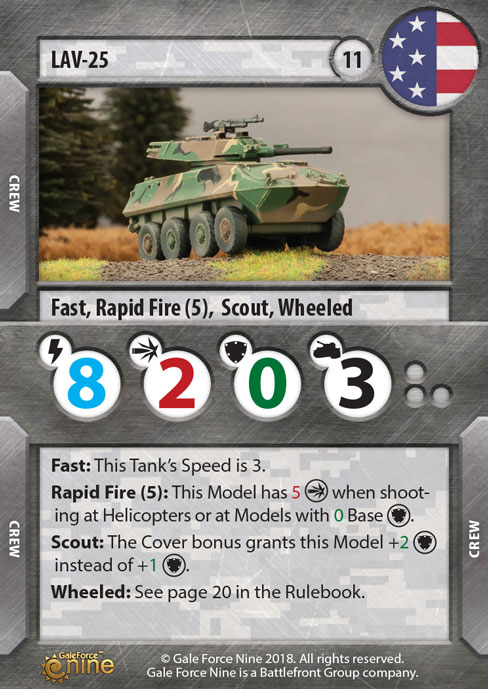 LAV-25
11
CREW
Fast, Rapid Fire (5), Scout, Wheeled
8 2 0 3
Fast: This Tank's Speed is 3.
Rapid Fire (5): This Model has 5 when shoot-
ing at Helicopters or at Models with 0 Base .
Scout: The Cover bonus grants this Model +2
instead of +1 .
Wheeled: See page 20 in the Rulebook.
CREW
CREW
GaleForce™
nine
© Gale Force Nine 2018. All rights reserved.
Gale Force Nine is a Battlefront Group company.